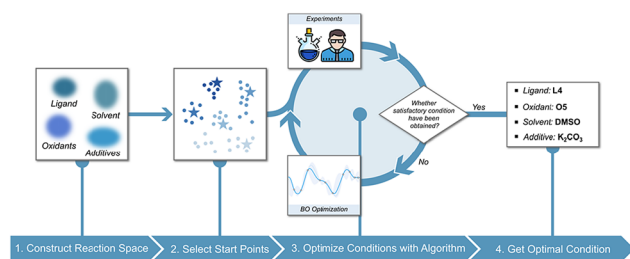 Experiments
Ligand
Solvent
Oxidants
Additives
Whether
satisfactory condition
have been
obtained?
Yes
No
BO Optimization
▪ Ligand: L4
▪ Oxidant: O5
▪ Solvent: DMSO
▪ Additive: K₂CO₃
1. Construct Reaction Space
2. Select Start Points
3. Optimize Conditions with Algorithm
4. Get Optimal Condition